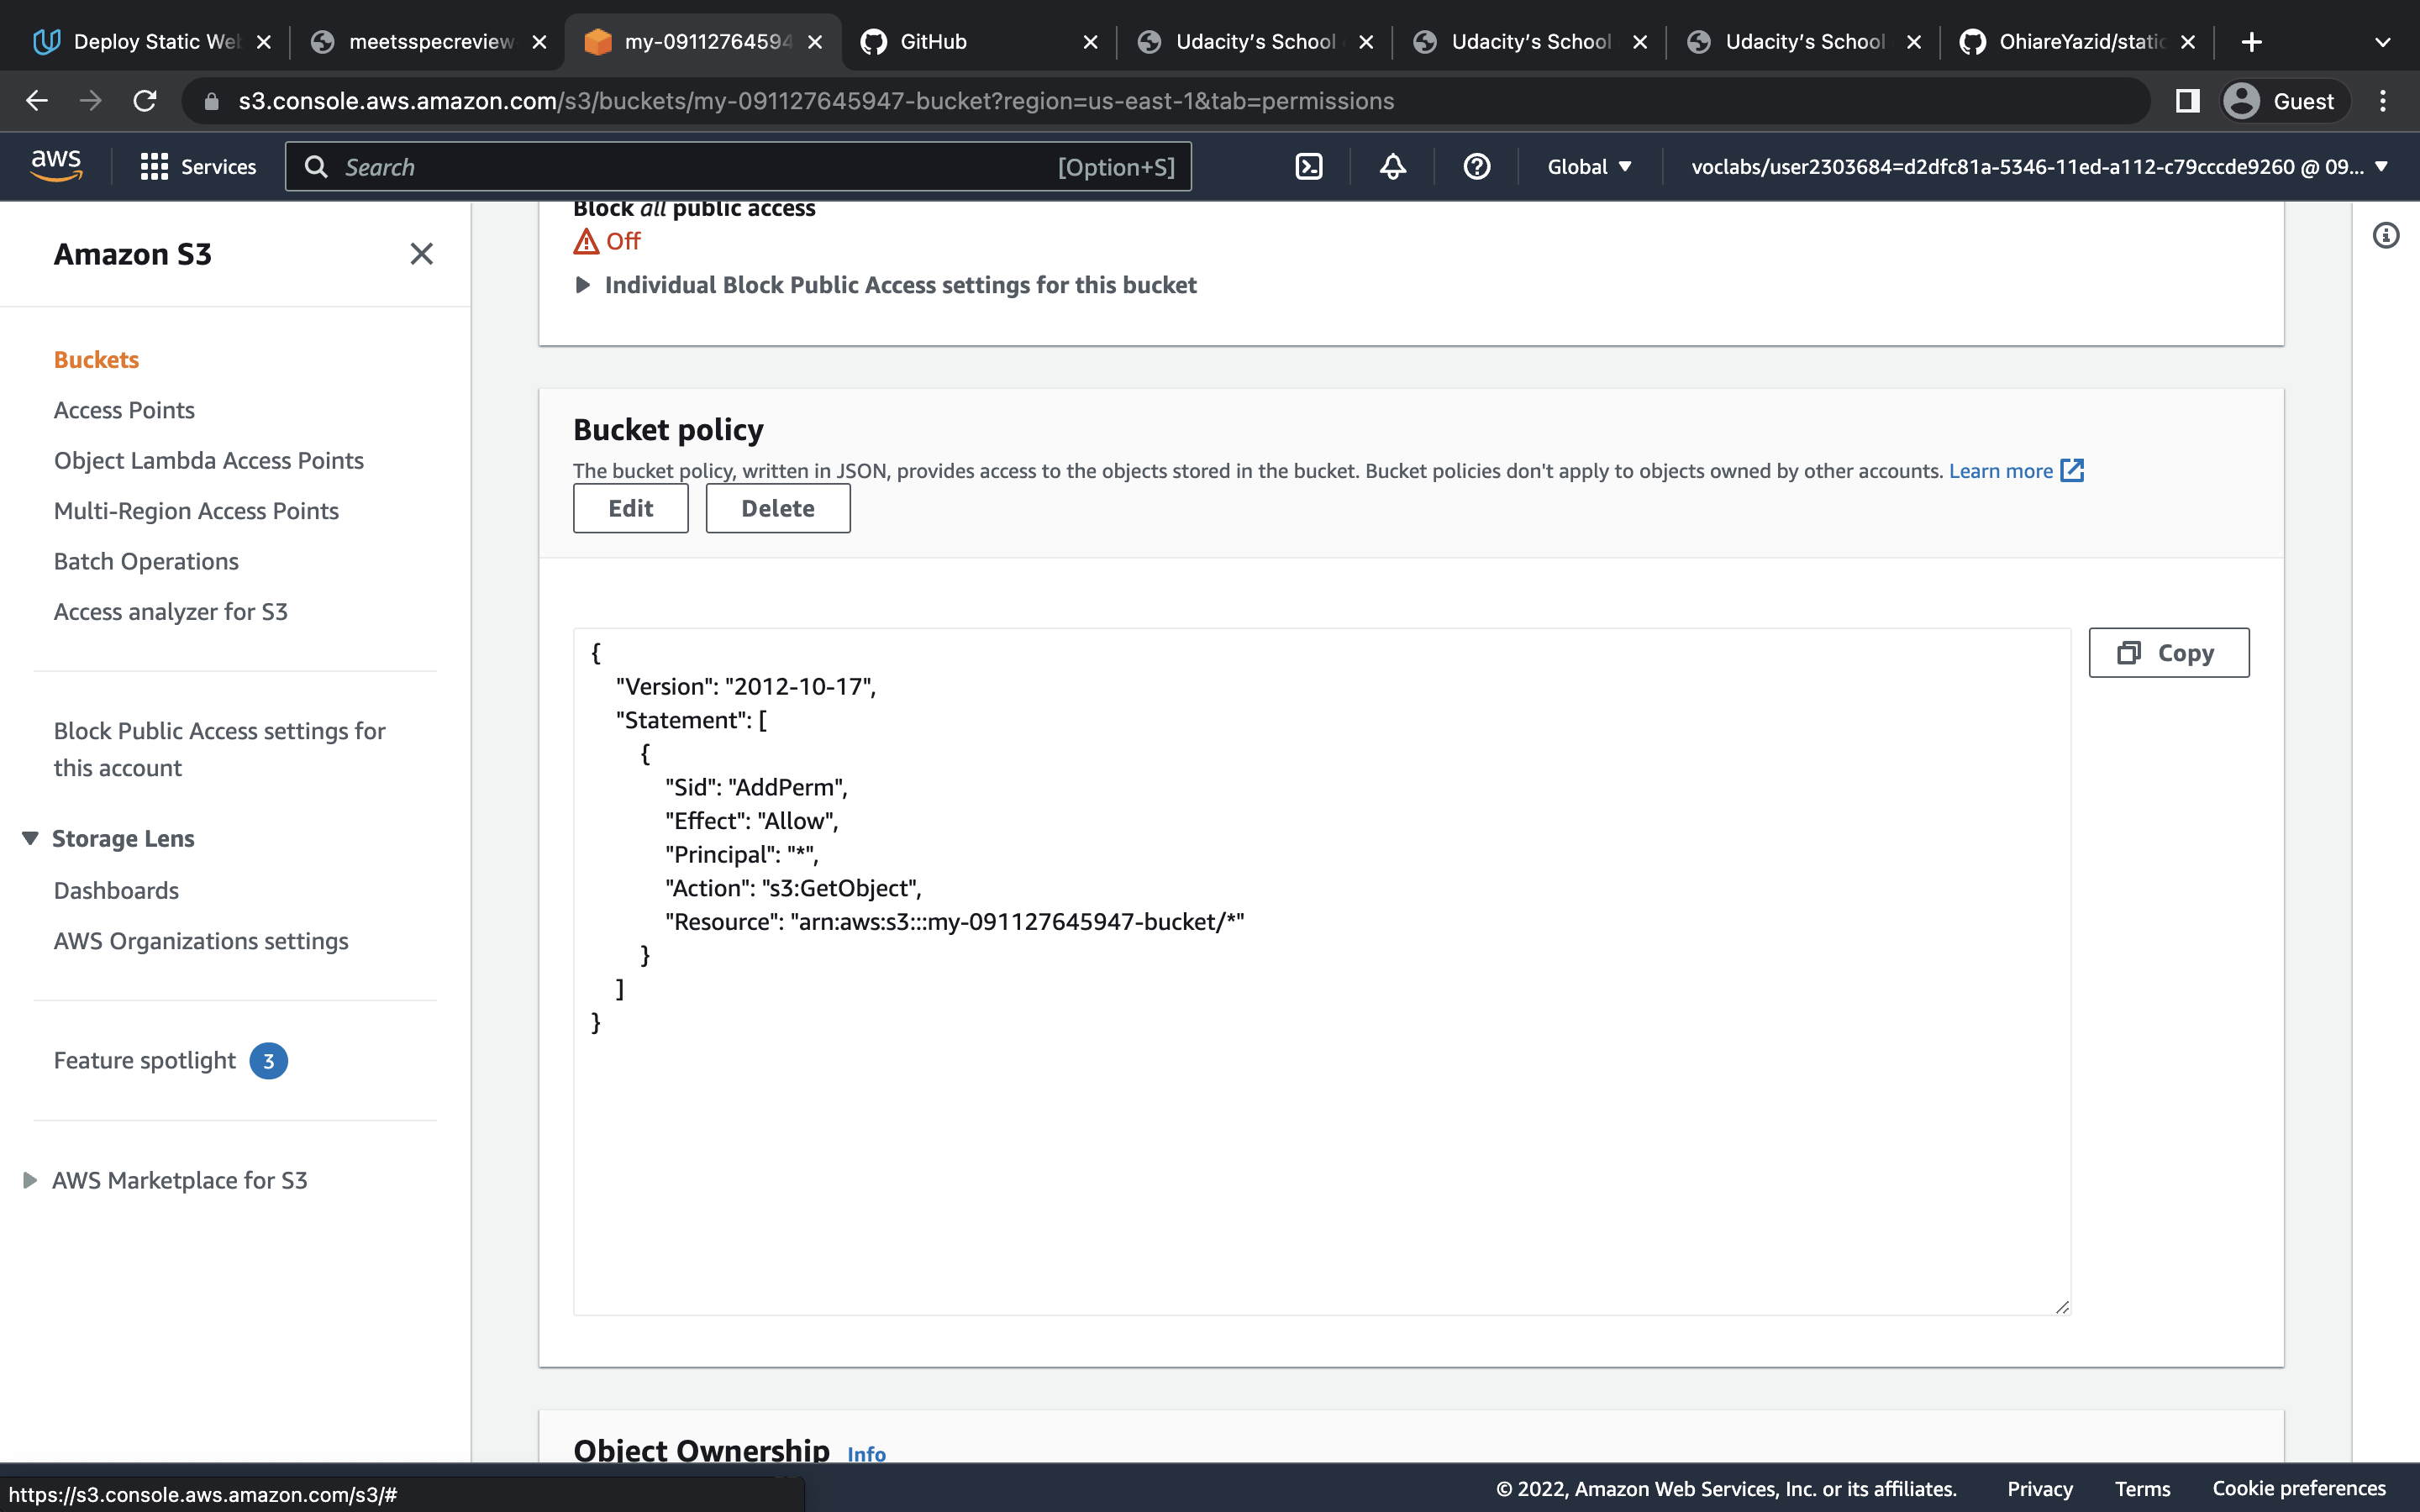 Deploy Static Web
meetsspecreview
my-09112764594
GitHub
Udacity's School
Udacity's School
Udacity's School
OhiareYazid/static
s3.console.aws.amazon.com/s3/buckets/my-091127645947-bucket?region=us-east-1&tab=permissions
Guest
aws
Services
Search
[Option+S]
Global
voclabs/user2303684=d2dfc81a-5346-11ed-a112-c79cccde9260 @ 09...
Amazon S3
Buckets
Access Points
Object Lambda Access Points
Multi-Region Access Points
Batch Operations
Access analyzer for S3
Block Public Access settings for
this account
Storage Lens
Dashboards
AWS Organizations settings
Feature spotlight 3
AWS Marketplace for S3
Block all public access
Off
Individual Block Public Access settings for this bucket
Bucket policy
The bucket policy, written in JSON, provides access to the objects stored in the bucket. Bucket policies don't apply to objects owned by other accounts. Learn more
Edit
Delete
Copy
{
"Version": "2012-10-17",
"Statement": [
{
"Sid": "AddPerm",
"Effect": "Allow",
"Principal": "*",
"Action": "s3:GetObject",
"Resource": "arn:aws:s3:::my-091127645947-bucket/*"
}
]
}
Object Ownership Info
https://s3.console.aws.amazon.com/s3/#
© 2022, Amazon Web Services, Inc. or its affiliates.
Privacy
Terms
Cookie preferences